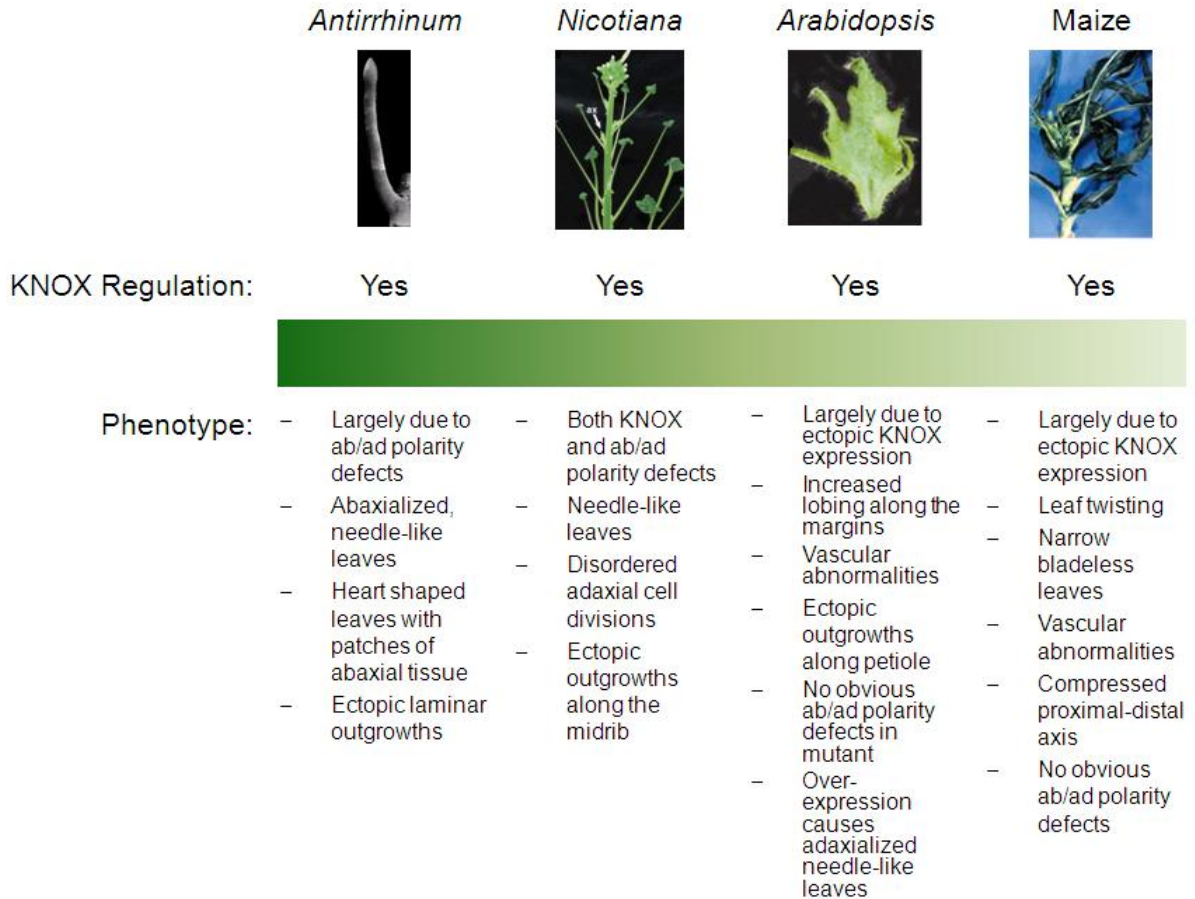 Antirrhinum
Nicotiana
Arabidopsis
Maize
ax
KNOX Regulation:
Yes
Yes
Yes
Yes
Phenotype:
– Largely due to
ab/ad polarity
defects
– Abaxialized,
needle-like
leaves
– Heart shaped
leaves with
patches of
abaxial tissue
– Ectopic laminar
outgrowths
– Both KNOX
and ab/ad
polarity defects
– Needle-like
leaves
– Disordered
adaxial cell
divisions
– Ectopic
outgrowths
along the
midrib
– Largely due to
ectopic KNOX
expression
– Increased
lobing along the
margins
– Vascular
abnormalities
– Ectopic
outgrowths
along petiole
– No obvious
ab/ad polarity
defects in
mutant
– Over-
expression
causes
adaxialized
needle-like
leaves
– Largely due to
ectopic KNOX
expression
– Leaf twisting
– Narrow
bladeless
leaves
– Vascular
abnormalities
– Compressed
proximal-distal
axis
– No obvious
ab/ad polarity
defects